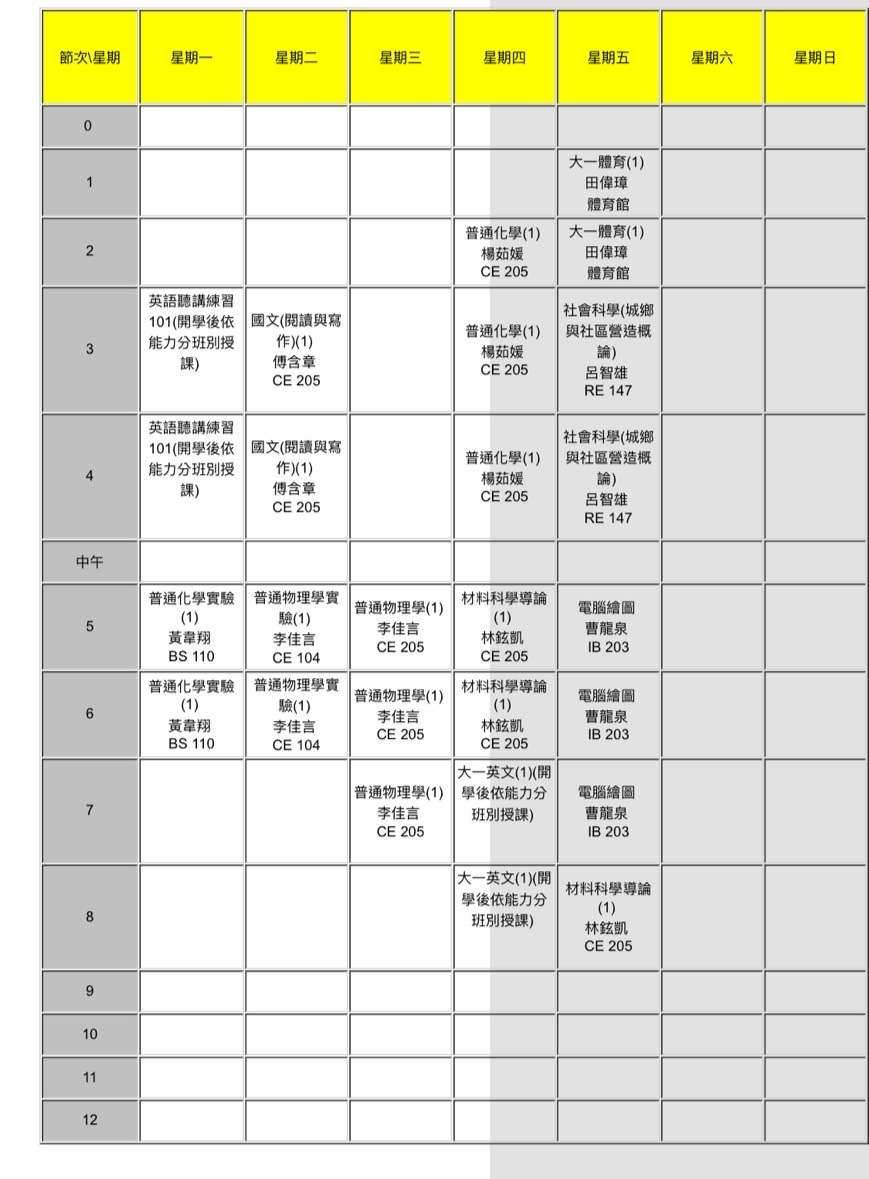 節次\星期 星期一 星期二 星期三 星期四 星期五 星期六 星期日
0
1
大一體育(1)
田偉璋
體育館
2
普通化學(1)
楊茹媛
CE 205
大一體育(1)
田偉璋
體育館
3
英語聽講練習
101(開學後依
能力分班別授
課)
國文(閱讀與寫
作)(1)
傅含章
CE 205
普通化學(1)
楊茹媛
CE 205
社會科學(城鄉
與社區營造概
論)
呂智雄
RE 147
4
英語聽講練習
101(開學後依
能力分班別授
課)
國文(閱讀與寫
作)(1)
傅含章
CE 205
普通化學(1)
楊茹媛
CE 205
社會科學(城鄉
與社區營造概
論)
呂智雄
RE 147
中午
5
普通化學實驗
(1)
黃韋翔
BS 110
普通物理學實
驗(1)
李佳言
CE 104
普通物理學(1)
李佳言
CE 205
材料科學導論
(1)
林鉉凱
CE 205
電腦繪圖
曹龍泉
IB 203
6
普通化學實驗
(1)
黃韋翔
BS 110
普通物理學實
驗(1)
李佳言
CE 104
普通物理學(1)
李佳言
CE 205
材料科學導論
(1)
林鉉凱
CE 205
電腦繪圖
曹龍泉
IB 203
7
普通物理學(1)
李佳言
CE 205
大一英文(1)(開
學後依能力分
班別授課)
電腦繪圖
曹龍泉
IB 203
8
大一英文(1)(開
學後依能力分
班別授課)
材料科學導論
(1)
林鉉凱
CE 205
9
10
11
12